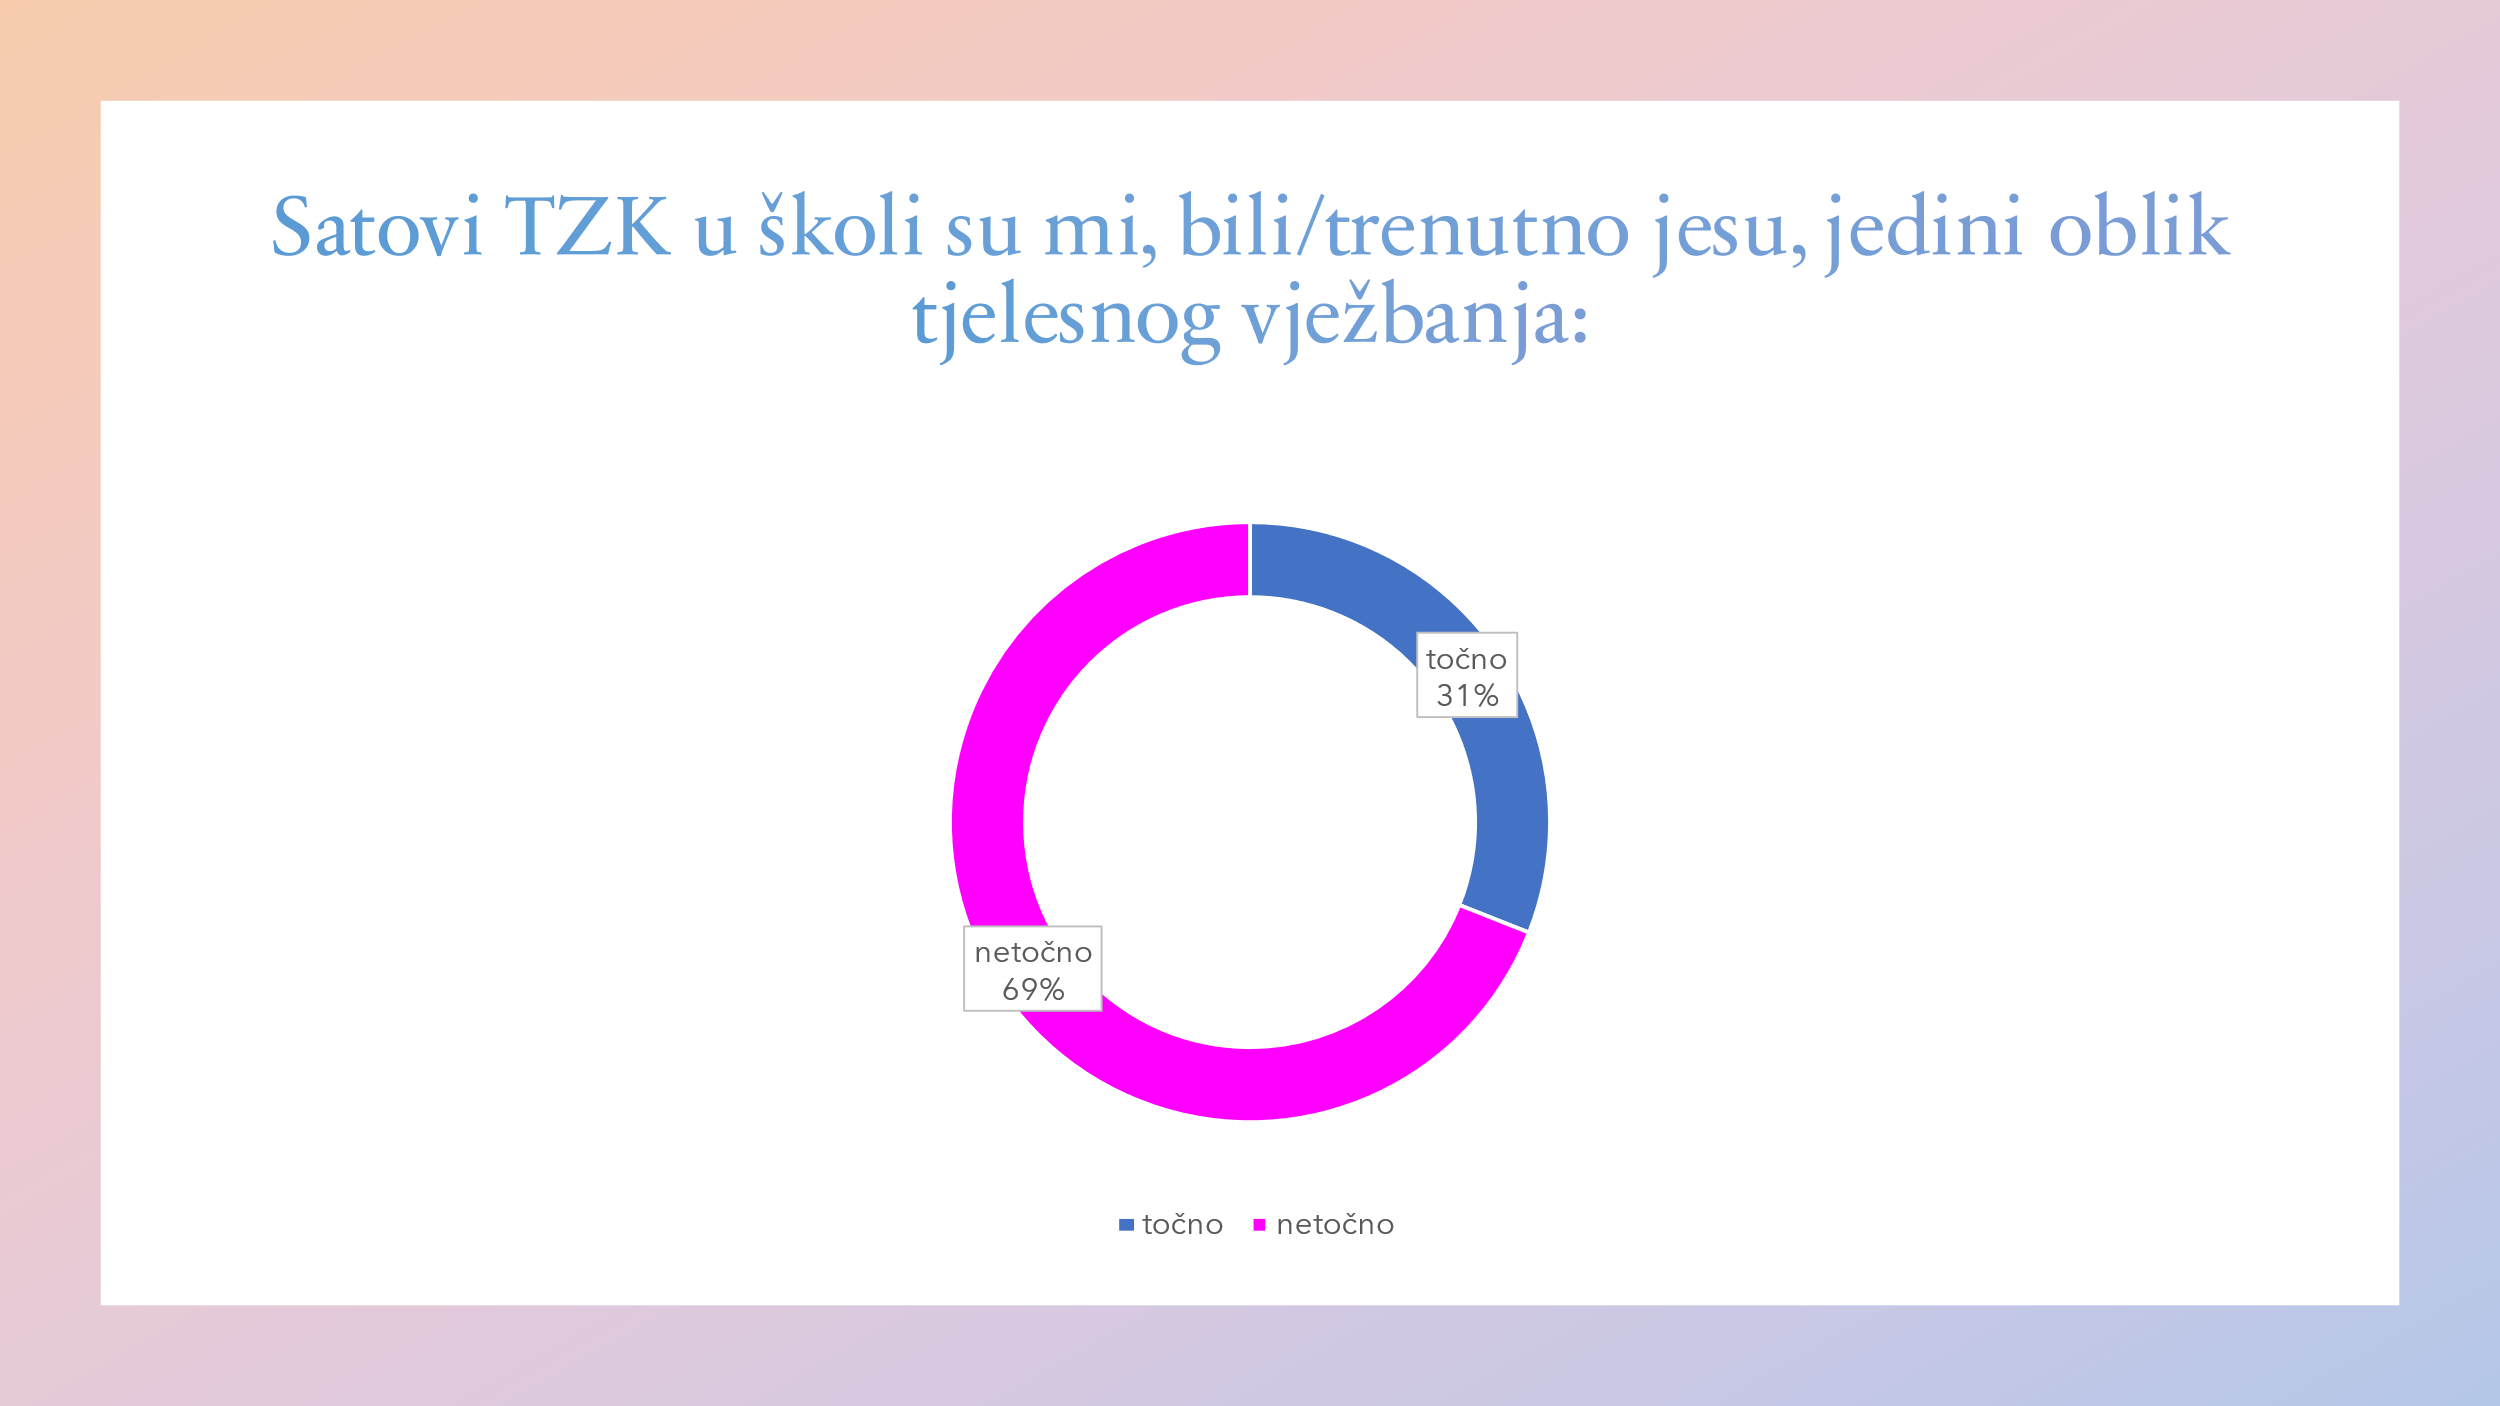 Satovi TZK u školi su mi, bili/trenutno jesu, jedini oblik
tjelesnog vježbanja:
točno
31%
netočno
69%
točno netočno